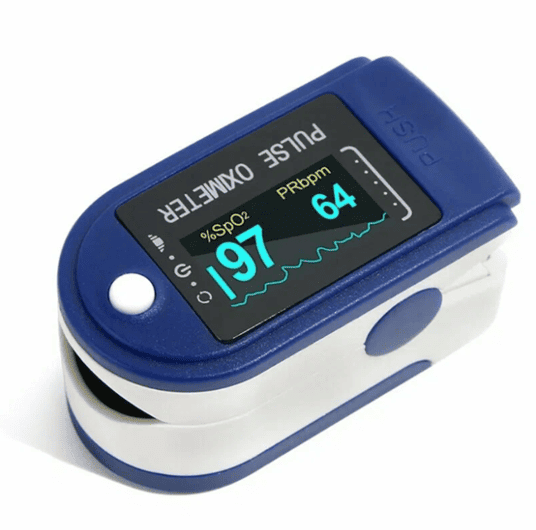 PUSH
PULSE OXIMETER
%SpO2 PRbpm
97 64